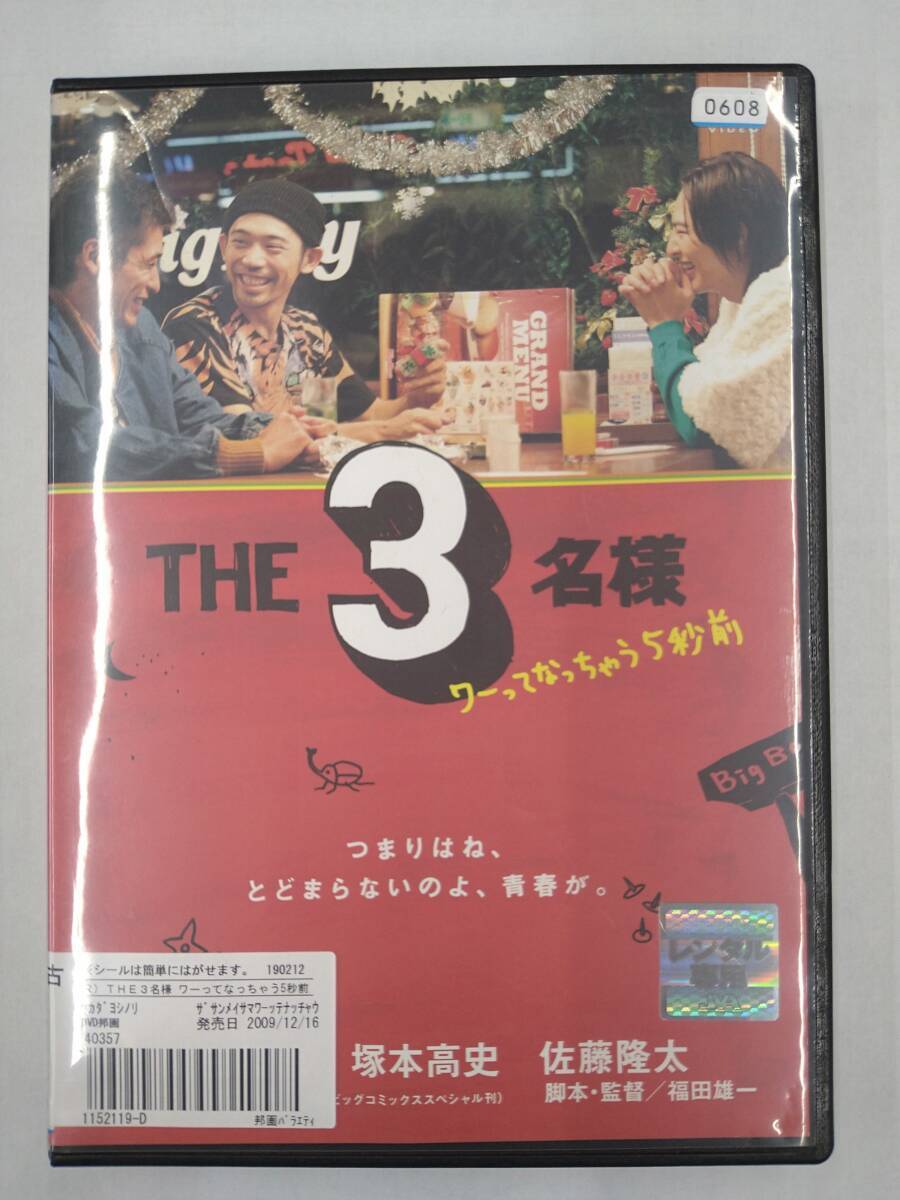 0608
VIDEO
GRAND
MENU
THE 3 名様
ワーってなっちゃう5秒前
つまりはね、
とどまらないのよ、青春が。
レンタル
専用
シールは簡単にはがせます。 190212
THE3名様 ワーってなっちゃう5秒前
ヨシノリ ザサンメイサマワーッテナッチャウ
DVD邦画 発売日 2009/12/16
40357
1152119-D 邦画バラエティ
塚本高史 佐藤隆太
ビッグコミックススペシャル刊) 脚本・監督/福田雄一